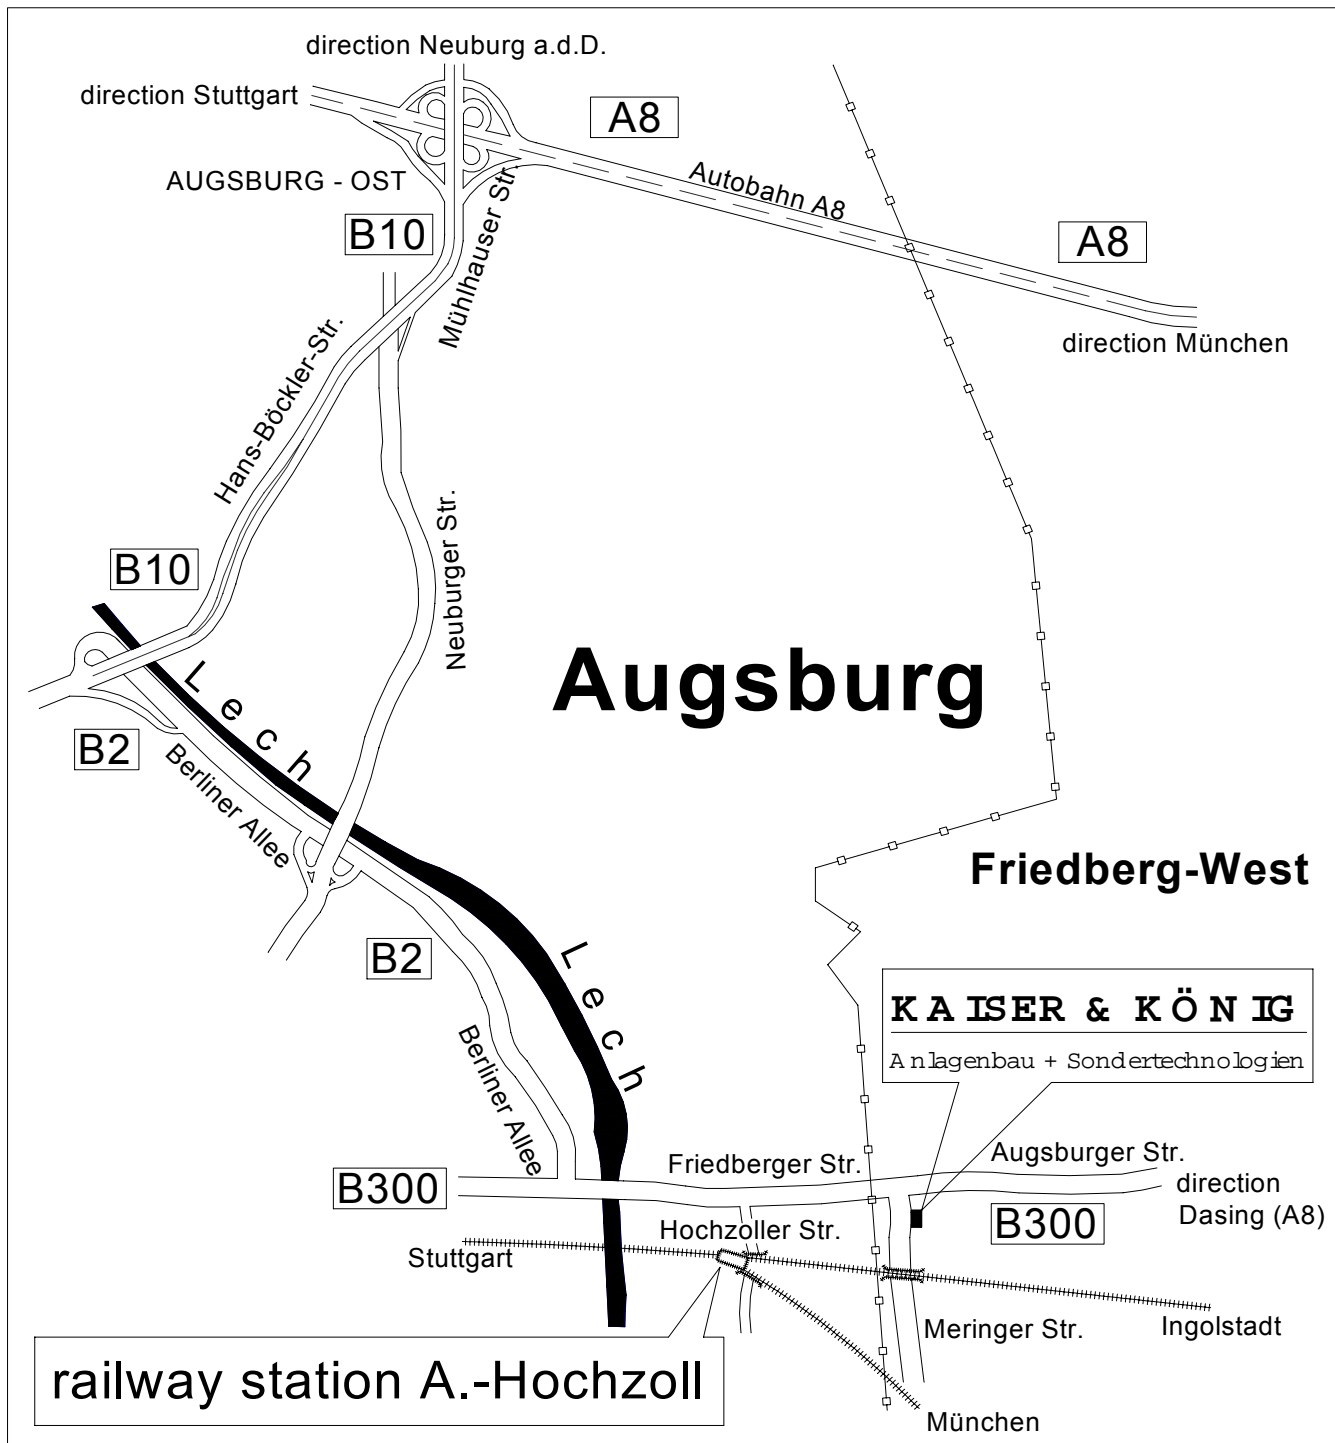 direction Neuburg a.d.D.
direction Stuttgart
A8
AUGSBURG - OST
Autobahn A8
B10
Mühlhauser Str.
A8
direction München
Hans-Böckler-Str.
Neuburger Str.
B10
Augsburg
Lech
B2
Berliner Allee
Friedberg-West
B2
Lech
KAISER & KÖNIG
Anlagenbau + Sondertechnologien
Berliner Allee
Friedberger Str.
Augsburger Str.
B300
direction
Dasing (A8)
B300
Hochzoller Str.
Stuttgart
Meringer Str.
Ingolstadt
railway station A.-Hochzoll
München